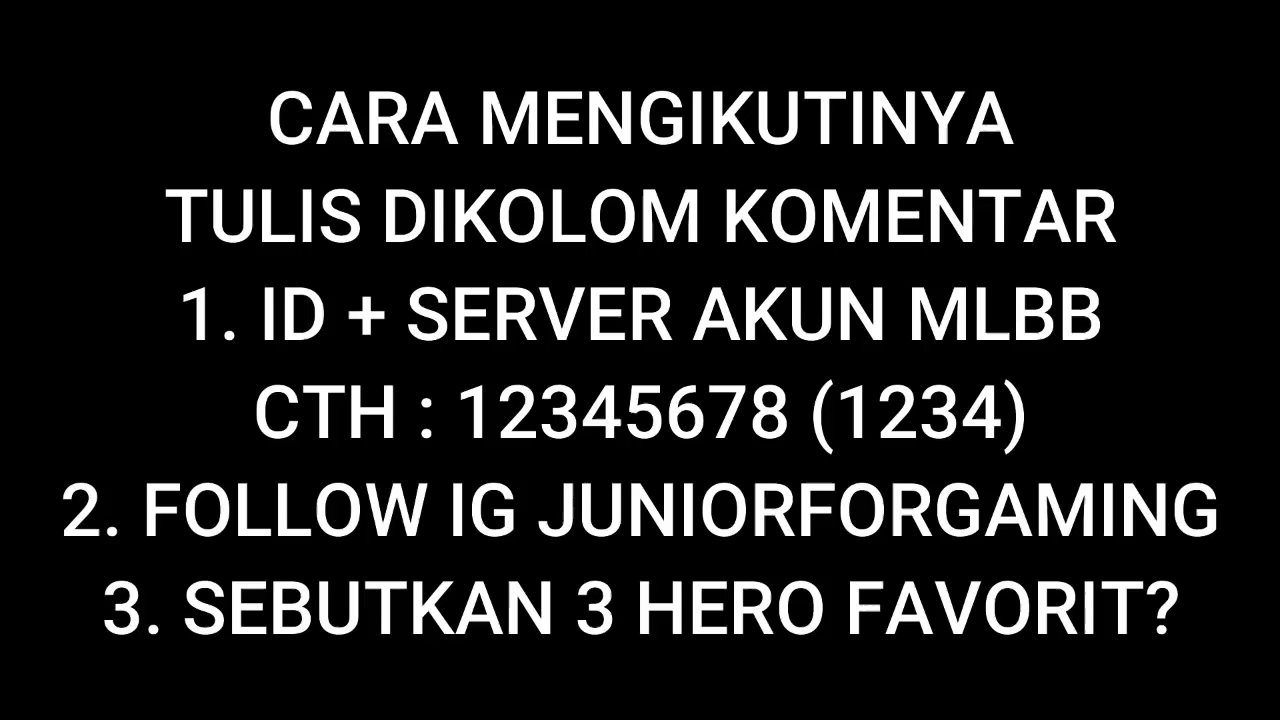 CARA MENGIKUTINYA
TULIS DIKOLOM KOMENTAR
1. ID + SERVER AKUN MLBB
CTH : 12345678 (1234)
2. FOLLOW IG JUNIORFORGAMING
3. SEBUTKAN 3 HERO FAVORIT?